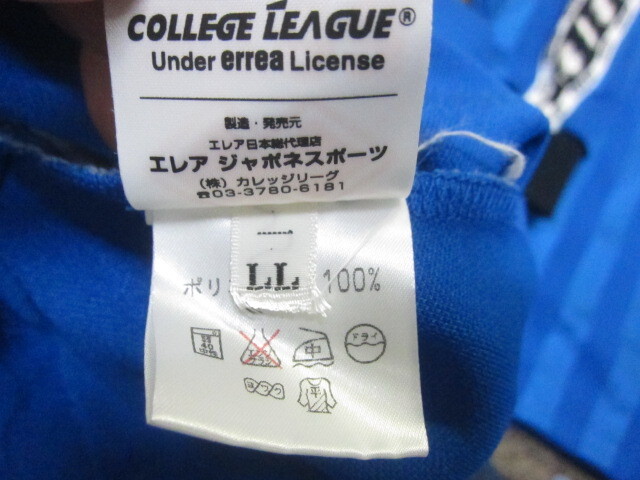 COLLEGE LEAGUE®
Under errea License
製造・発売元
エレア日本総代理店
エレア ジャポネスポーツ
（株）カレッジリーグ
☎03-3780-6181
LL
ポリ 100%
中
ドライ
平